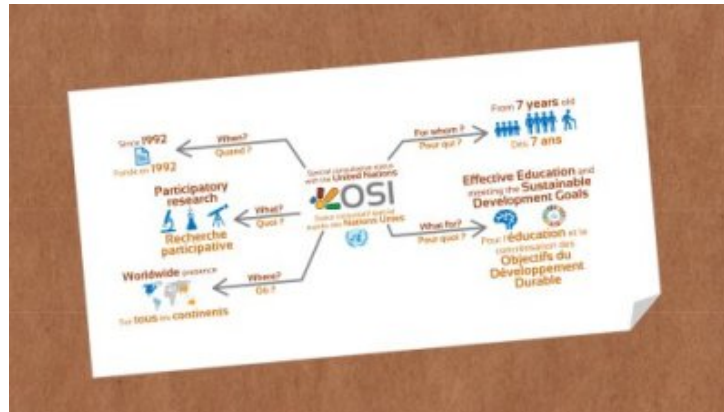 Since 1992
Fondé en 1992
When?
Quand ?
Participatory
research
What?
Quoi ?
Recherche
participative
Worldwide presence
Where?
Où ?
Sur tous les continents
Special consultative status
with the United Nations
OSI
Statut consultatif spécial
auprès des Nations Unies
For whom ?
Pour qui ?
From 7 years old
Dès 7 ans
What for?
Pour quoi ?
Effective Education and
meeting the Sustainable
Development Goals
Pour l'éducation et la
des
Objectifs du
Développement
Durable